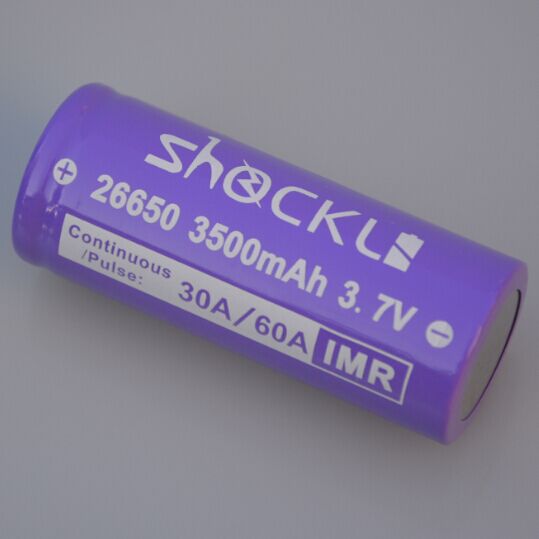 ShOCKLI
+ 26650 3500mAh 3.7V -
Continuous
/Pulse:
30A/60A IMR